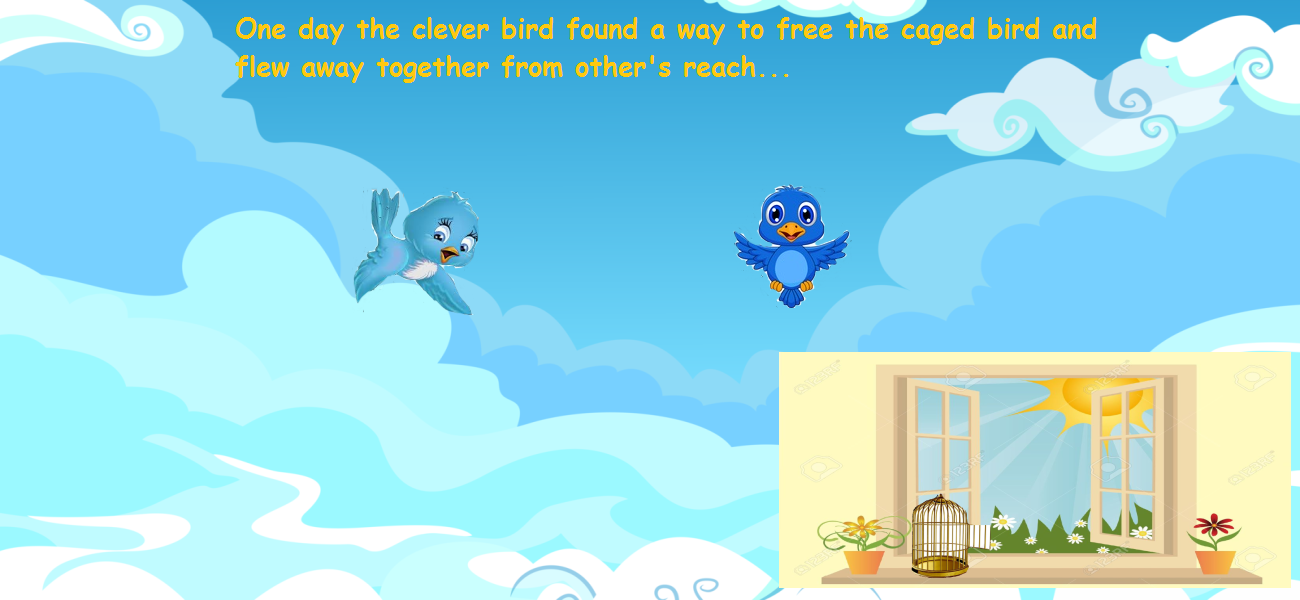 One day the clever bird found a way to free the caged bird and
flew away together from other's reach...